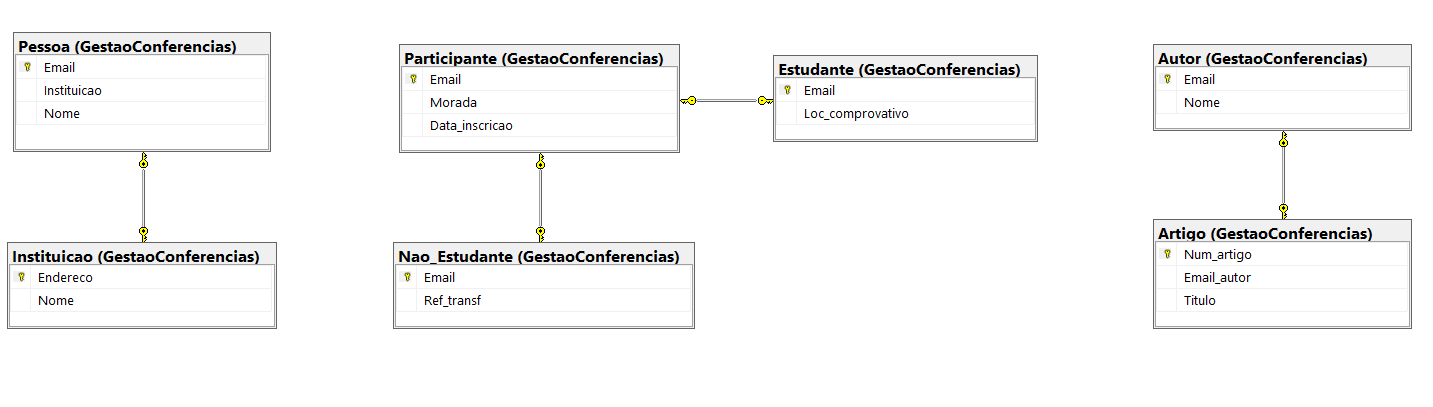 Pessoa (GestaoConferencias)
Email
Instituicao
Nome
Instituicao (GestaoConferencias)
Endereco
Nome
Participante (GestaoConferencias)
Email
Morada
Data_inscricao
Nao_Estudante (GestaoConferencias)
Email
Ref_transf
Estudante (GestaoConferencias)
Email
Loc_comprovativo
Autor (GestaoConferencias)
Email
Nome
Artigo (GestaoConferencias)
Num_artigo
Email_autor
Titulo